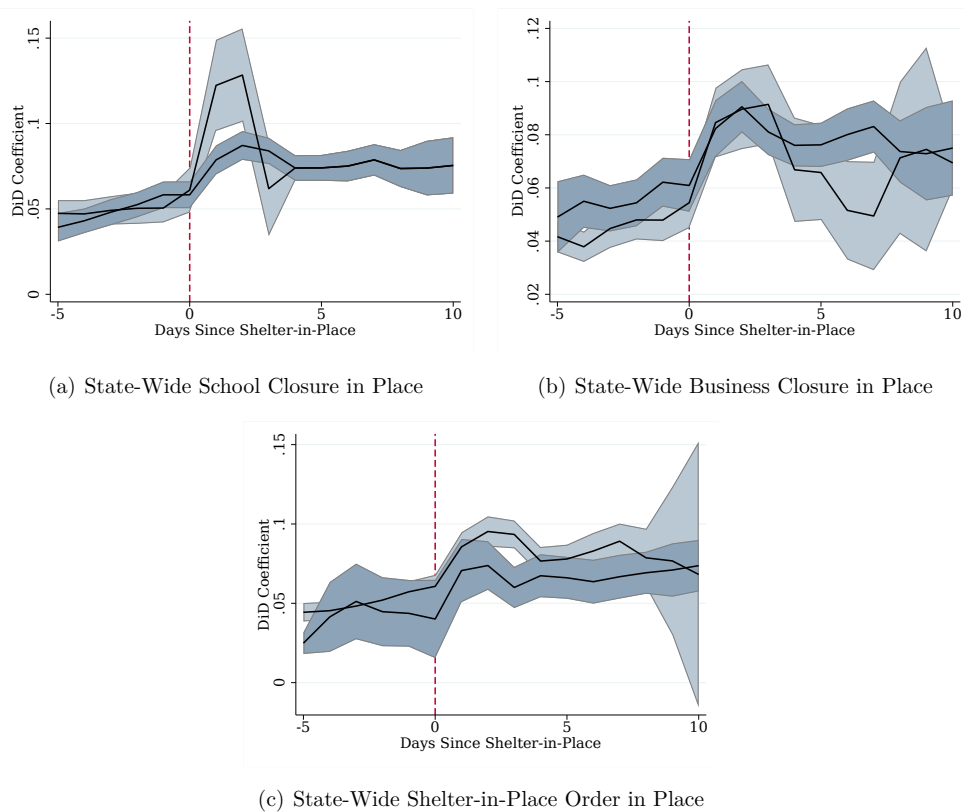 .15
.1
.05
0
DiD Coefficient
-5 0 5 10
Days Since Shelter-in-Place
(a) State-Wide School Closure in Place
.12
.1
.08
.06
.04
.02
DiD Coefficient
-5 0 5 10
Days Since Shelter-in-Place
(b) State-Wide Business Closure in Place
.15
.1
.05
0
DiD Coefficient
-5 0 5 10
Days Since Shelter-in-Place
(c) State-Wide Shelter-in-Place Order in Place